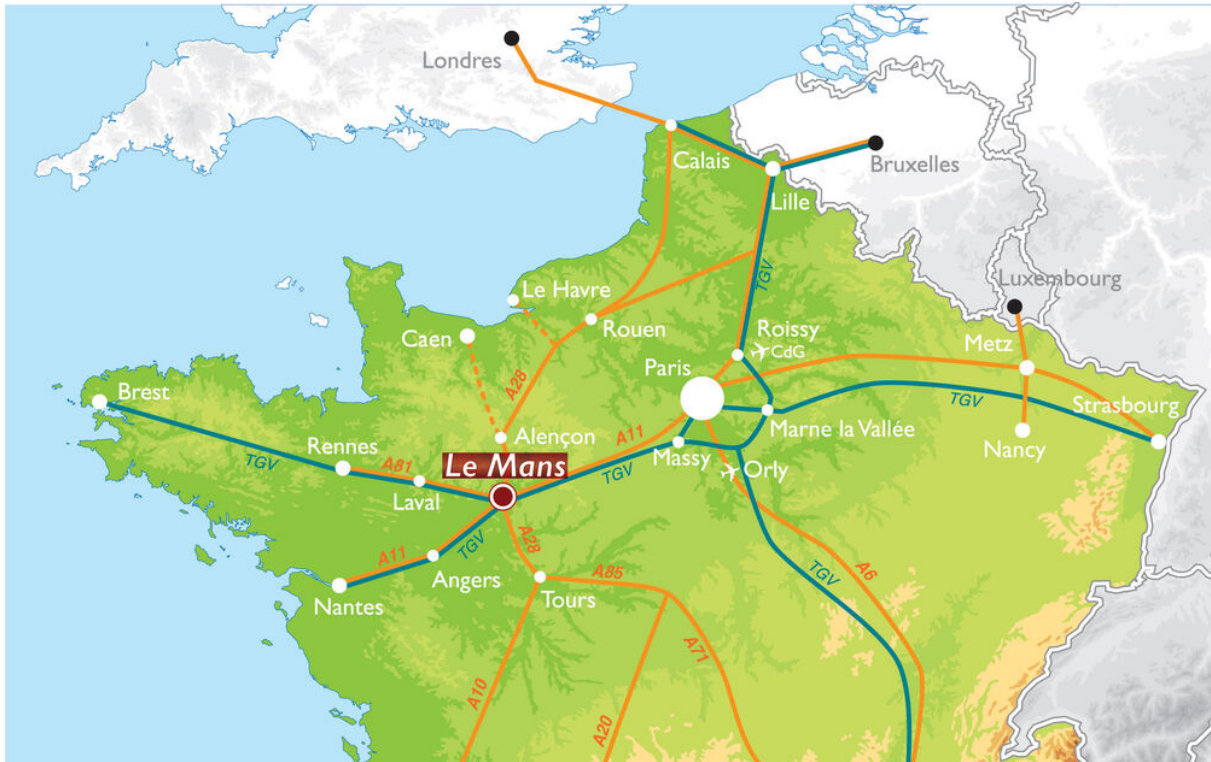 Londres
Calais
Bruxelles
Lille
TGV
Luxembourg
Le Havre
Rouen
Caen
Roissy
CdG
Paris
Metz
A28
Brest
TGV
Strasbourg
Marne la Vallée
Nancy
Alençon
A11
Massy
Orly
Rennes
A81
Le Mans
TGV
TGV
Laval
A28
A11
TGV
Angers
Nantes
A85
Tours
TGV
A6
A71
A10
A20